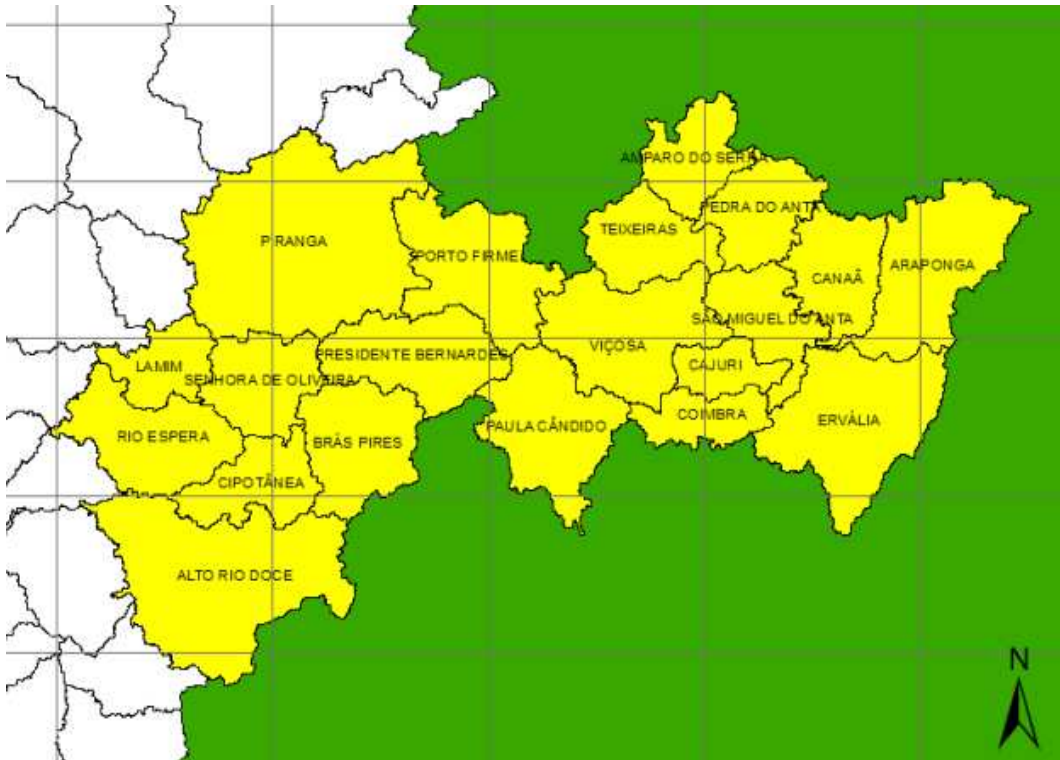 AMPARO DO SERRA
PEDRA DO ANTA
TEIXEIRAS
PIRANGA
PORTO FIRME
CANAÃ
ARAPONGA
SÃO MIGUEL DO ANTA
VIÇOSA
PRESIDENTE BERNARDES
LAMIM
CAJURI
SENHORA DE OLIVEIRA
COIMBRA
ERVÁLIA
PAULA CÂNDIDO
RIO ESPERA
BRÁS PIRES
CIPOTÂNEA
ALTO RIO DOCE
N